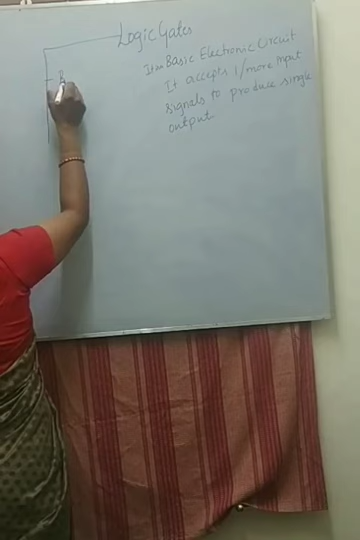 Logic Gates
It is Basic Electronic Circuit
It accepts 1/more input
signals to produce single
output
B